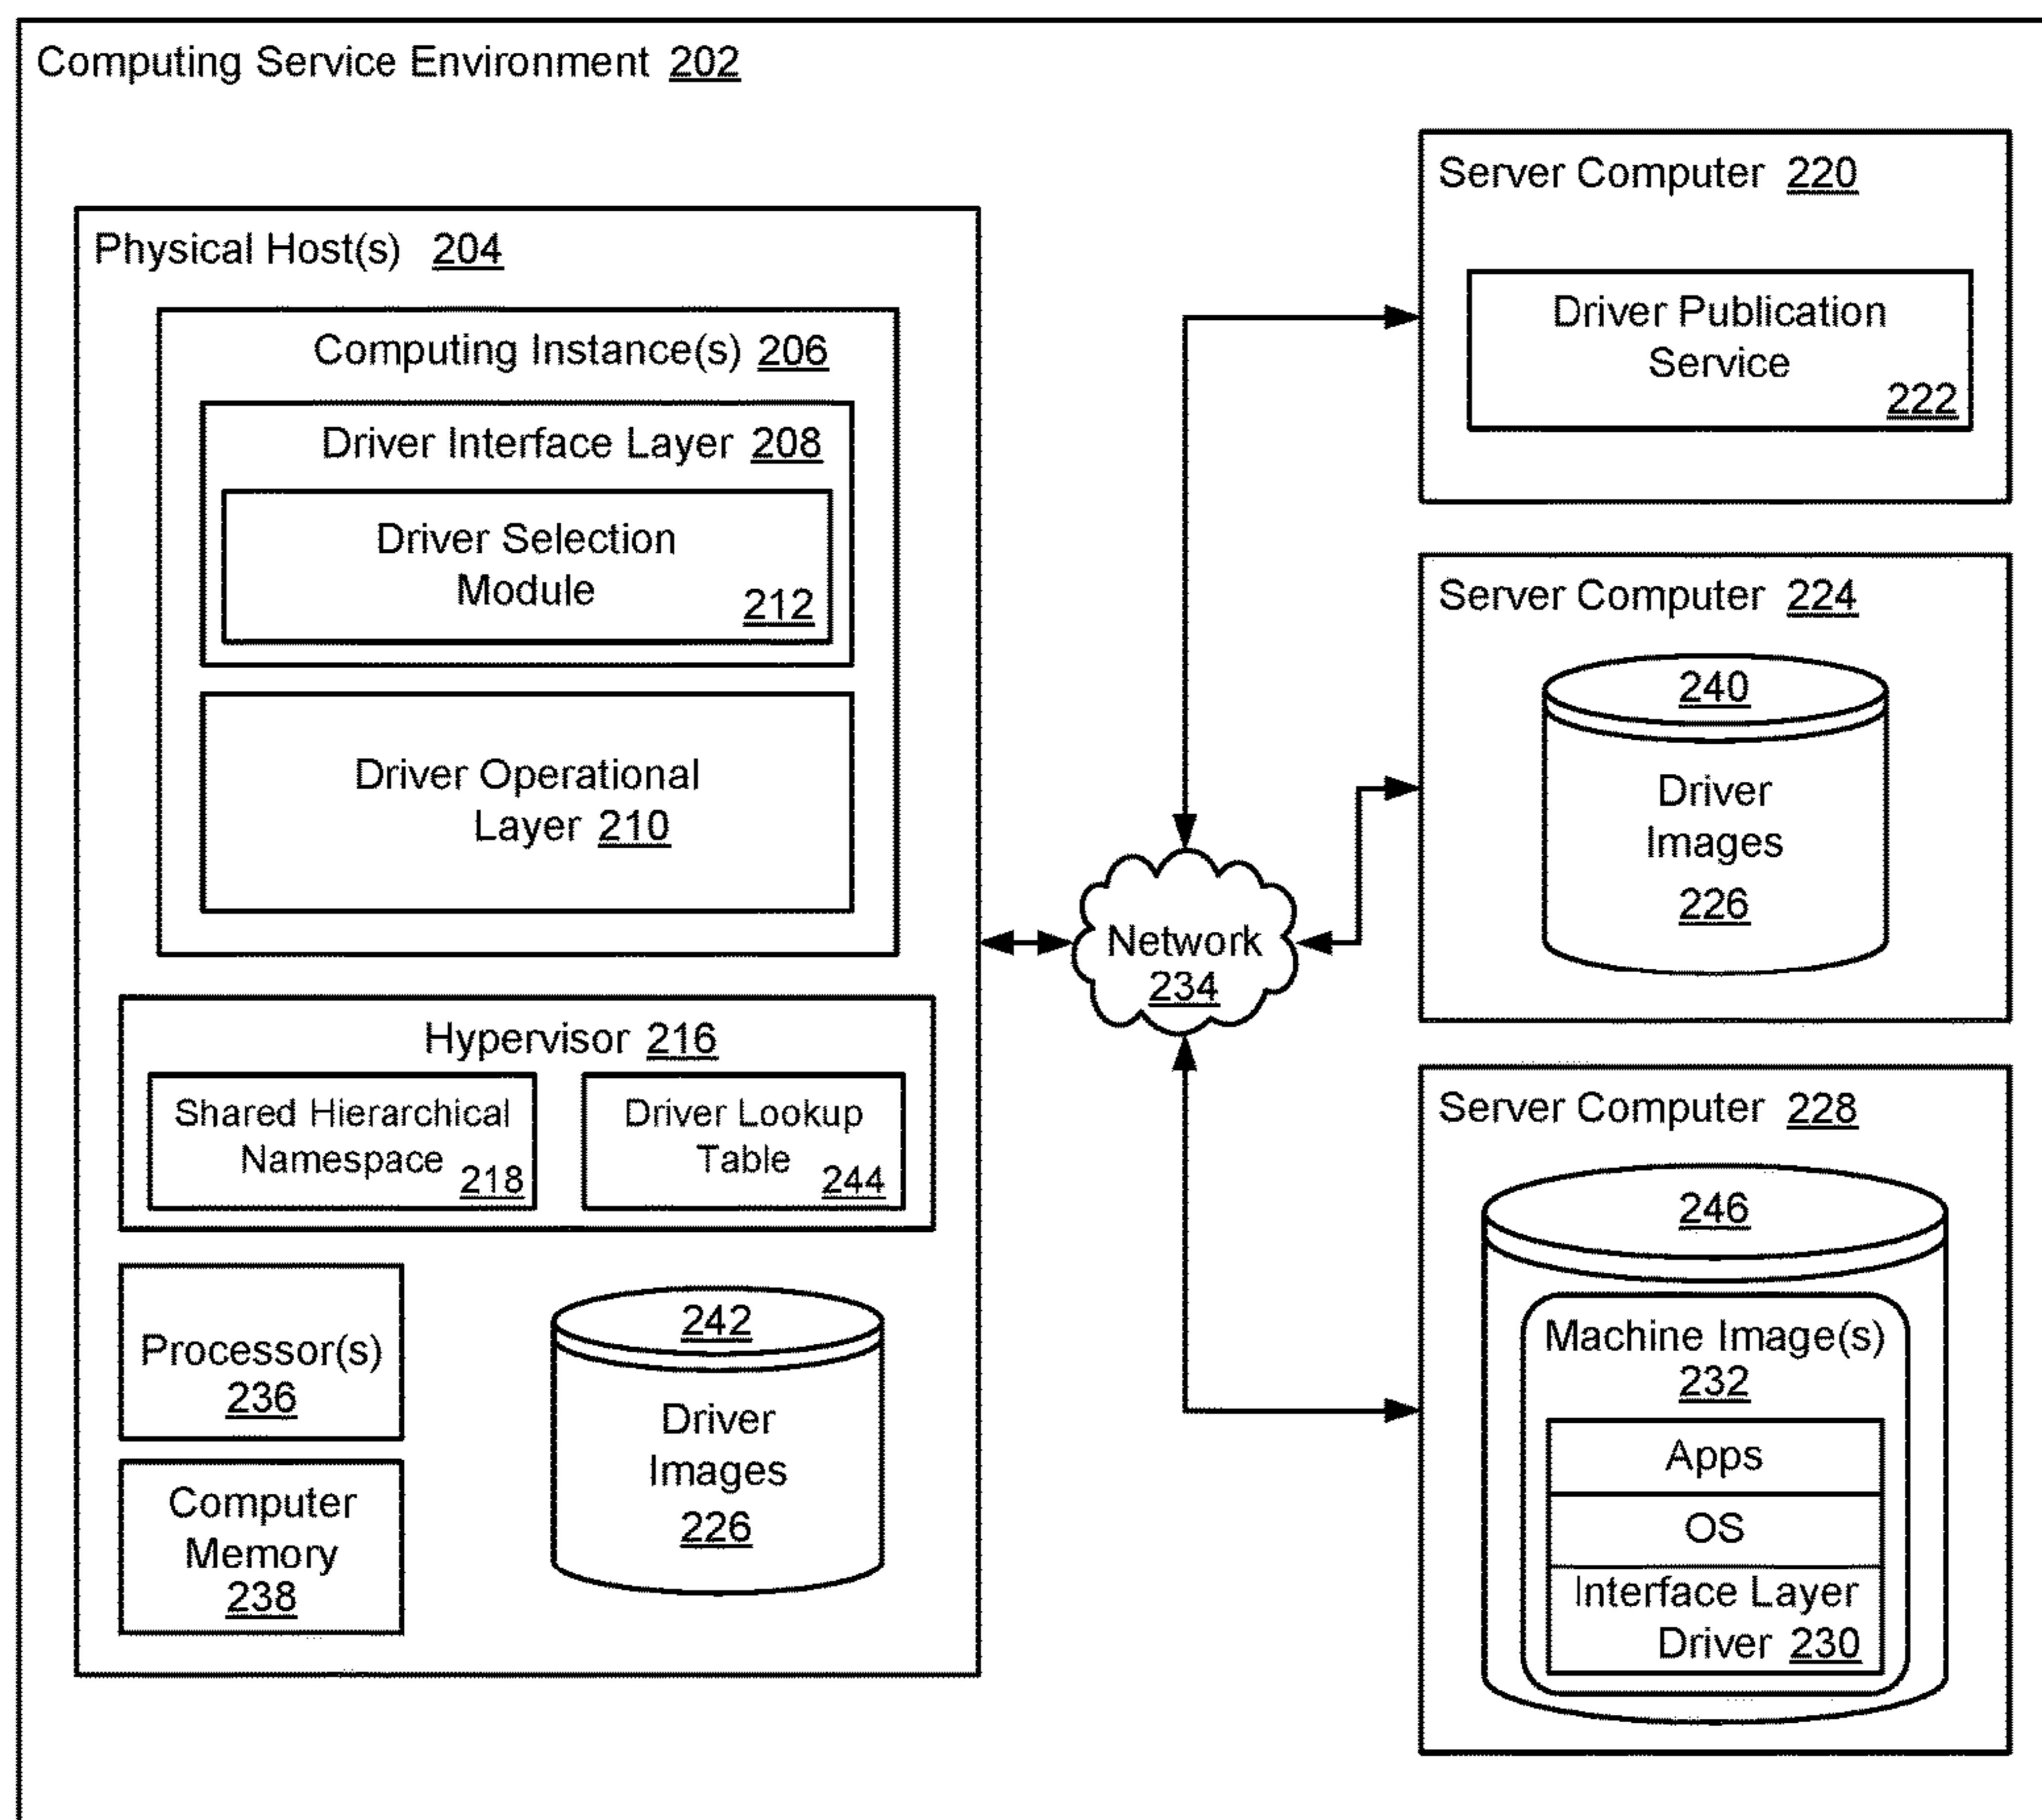 Computing Service Environment 202
Physical Host(s) 204
Computing Instance(s) 206
Driver Interface Layer 208
Driver Selection
Module
212
Driver Operational
Layer 210
Hypervisor 216
Shared Hierarchical
Namespace
218
Driver Lookup
Table
244
Processor(s)
236
Computer
Memory
238
242
Driver
Images
226
Network
234
Server Computer 220
Driver Publication
Service
222
Server Computer 224
240
Driver
Images
226
Server Computer 228
246
Machine Image(s)
232
Apps
OS
Interface Layer
Driver 230